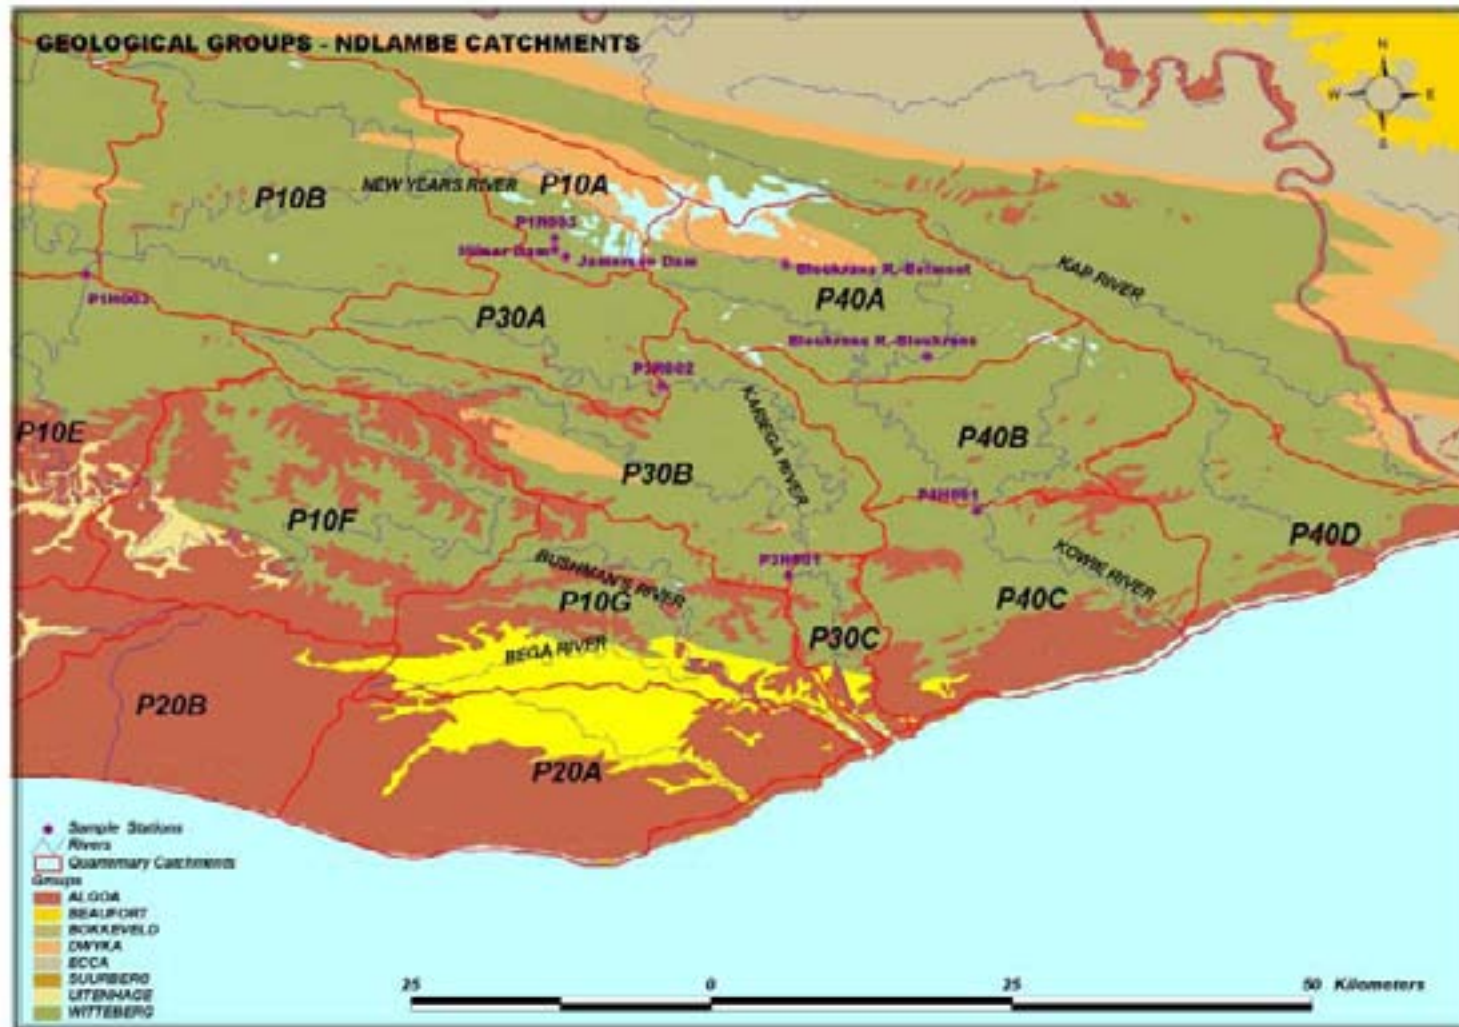 GEOLOGICAL GROUPS - NDLAMBE CATCHMENTS
N
W E
S
P10B
NEW YEARS RIVER
P10A
P1R003
Dam
Jameson Dam
P1H003
P30A
Bloukrans R.-Belmont
P40A
KAP RIVER
Bloukrans R.-Bloukrans
P3R002
KARIEGA RIVER
P10E
P40B
P30B
P4H001
P10F
P40D
BUSHMAN'S RIVER
P3H001
KOWIE RIVER
P10G
P40C
P30C
BEGA RIVER
P20B
P20A
Sample Stations
Rivers
Quarternary Catchments
Groups
ALGOA
BEAUFORT
BOKKEVELD
DWYKA
ECCA
SUURBERG
UITENHAGE
WITTEBERG
25 0 25 50 Kilometers